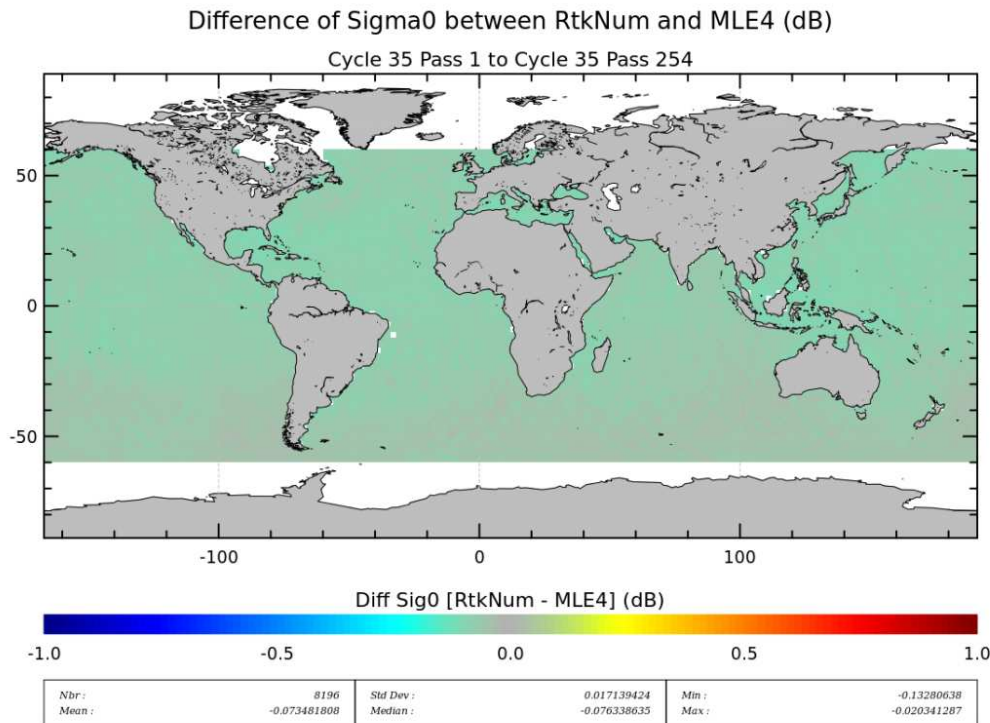 Difference of Sigma0 between RtkNum and MLE4 (dB)
Cycle 35 Pass 1 to Cycle 35 Pass 254
50
0
-50
-100 0 100
Diff Sig0 [RtkNum - MLE4] (dB)
-1.0 -0.5 0.0 0.5 1.0
Nbr : 8196 Std Dev : 0.017139424 Min : -0.13280638
Mean : -0.073481808 Median : -0.076338635 Max : -0.020341287